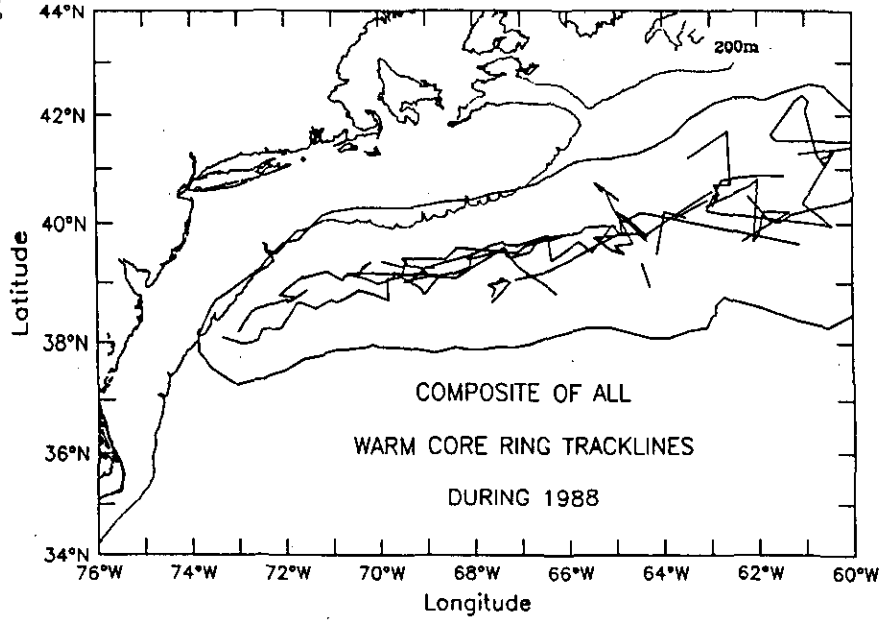 44°N
200m
42°N
40°N
Latitude
38°N
COMPOSITE OF ALL
WARM CORE RING TRACKLINES
36°N
DURING 1988
34°N
76°W 74°W 72°W 70°W 68°W 66°W 64°W 62°W 60°W
Longitude